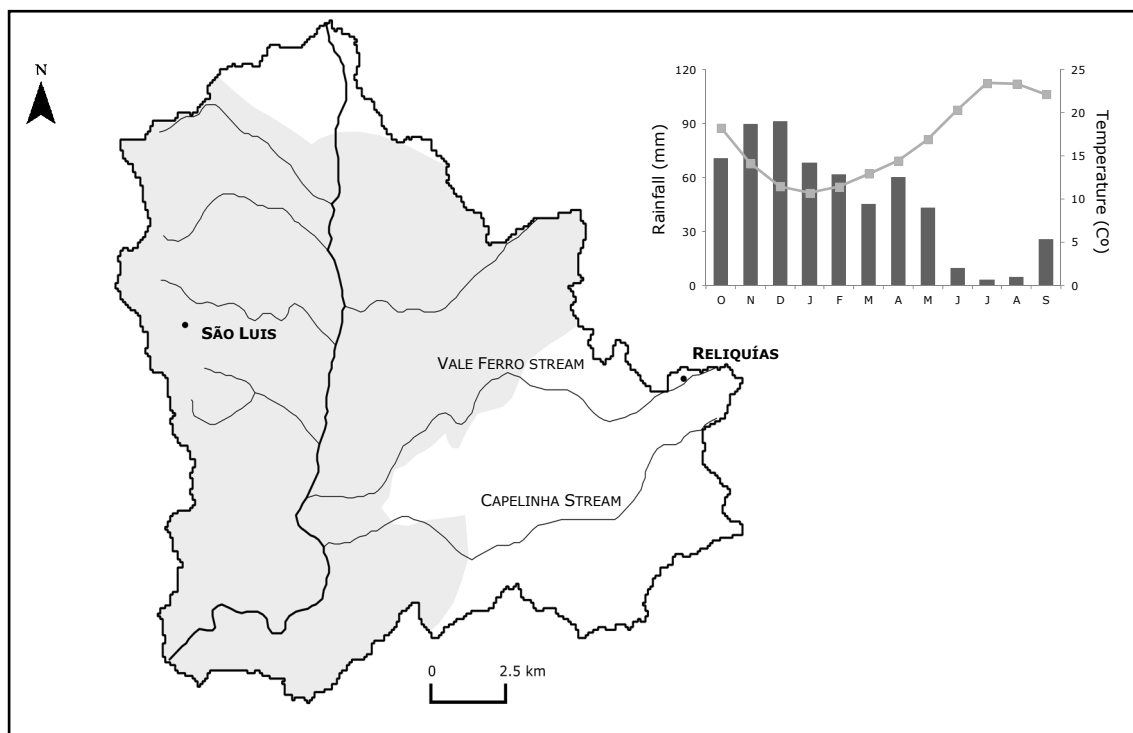 N
SÃO LUIS
VALE FERRO STREAM
RELIQUÍAS
CAPELINHA STREAM
0 2.5 km
120
90
60
30
0
Rainfall (mm)
25
20
15
10
5
0
Temperature (Cº)
O N D J F M A M J J A S